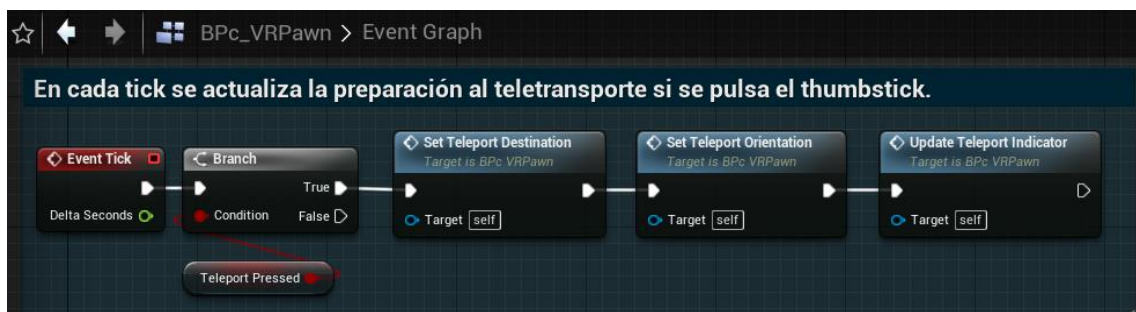 BPc_VRPawn > Event Graph
En cada tick se actualiza la preparación al teletransporte si se pulsa el thumbstick.
Event Tick
Delta Seconds
Branch
True
Condition
False
Teleport Pressed
Set Teleport Destination
Target is BPc VRPawn
Target self
Set Teleport Orientation
Target is BPc VRPawn
Target self
Update Teleport Indicator
Target is BPc VRPawn
Target self